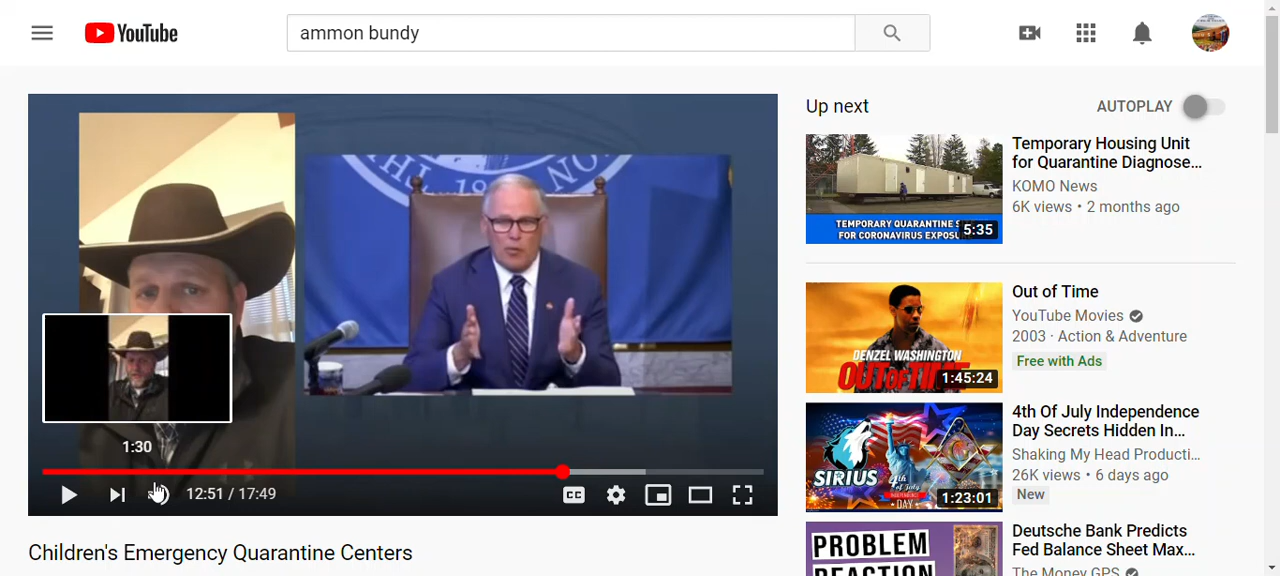 YouTube
ammon bundy
1:30
12:51 / 17:49
CC
Children's Emergency Quarantine Centers
Up next
AUTOPLAY
TEMPORARY QUARANTINE
FOR CORONAVIRUS
5:35
Temporary Housing Unit
for Quarantine Diagnose...
KOMO News
6K views • 2 months ago
DENZEL WASHINGTON
OUT OF TIME
1:45:24
Out of Time
YouTube Movies
2003 · Action & Adventure
Free with Ads
SIRIUS
4th
of July
INDEPENDENCE
DAY
1:23:01
4th Of July Independence
Day Secrets Hidden In...
Shaking My Head Producti...
26K views • 6 days ago
New
PROBLEM
REACTION
Deutsche Bank Predicts
Fed Balance Sheet Max...
The Money GPS